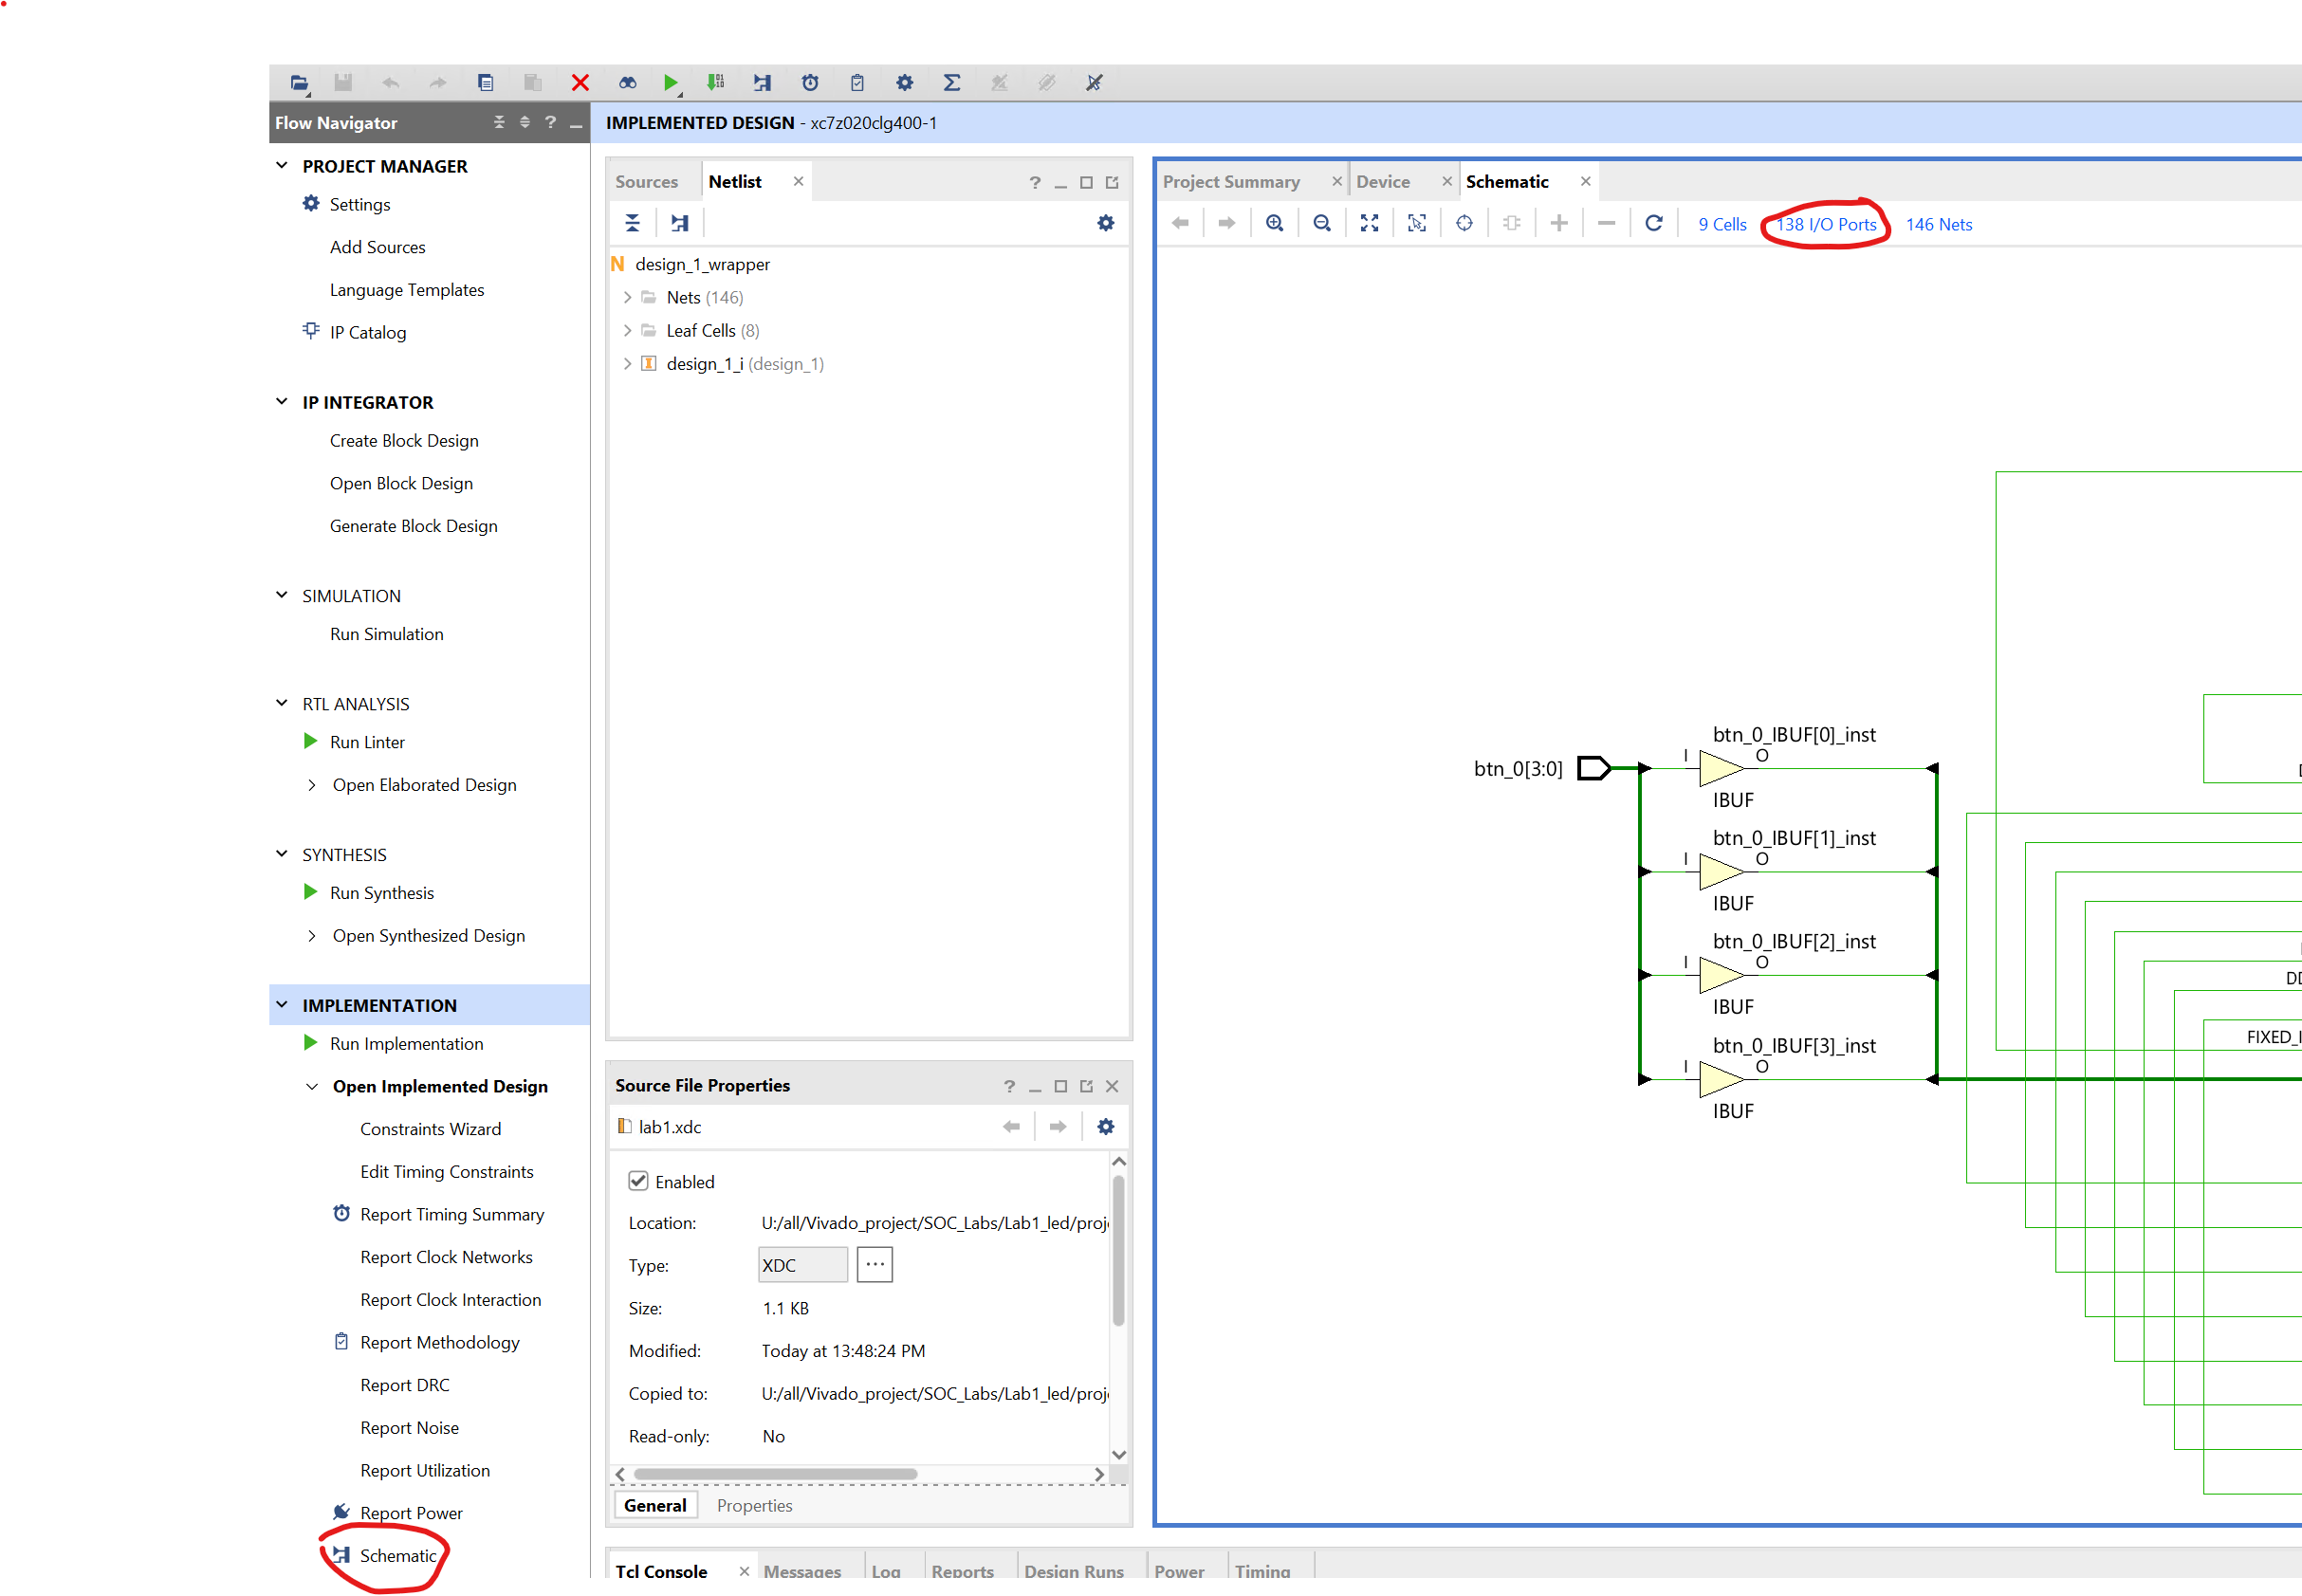 Flow Navigator
IMPLEMENTED DESIGN - xc7z020clg400-1
PROJECT MANAGER
Settings
Add Sources
Language Templates
IP Catalog
IP INTEGRATOR
Create Block Design
Open Block Design
Generate Block Design
SIMULATION
Run Simulation
RTL ANALYSIS
Run Linter
Open Elaborated Design
SYNTHESIS
Run Synthesis
Open Synthesized Design
IMPLEMENTATION
Run Implementation
Open Implemented Design
Constraints Wizard
Edit Timing Constraints
Report Timing Summary
Report Clock Networks
Report Clock Interaction
Report Methodology
Report DRC
Report Noise
Report Utilization
Report Power
Schematic
Sources Netlist
N design_1_wrapper
Nets (146)
Leaf Cells (8)
design_1_i (design_1)
Source File Properties
lab1.xdc
Enabled
Location: U:/all/Vivado_project/SOC_Labs/Lab1_led/proj
Type: XDC ...
Size: 1.1 KB
Modified: Today at 13:48:24 PM
Copied to: U:/all/Vivado_project/SOC_Labs/Lab1_led/proj
Read-only: No
General Properties
Project Summary Device Schematic
9 Cells 138 I/O Ports 146 Nets
btn_0[3:0]
btn_0_IBUF[0]_inst
I O
IBUF
btn_0_IBUF[1]_inst
I O
IBUF
btn_0_IBUF[2]_inst
I O
IBUF
btn_0_IBUF[3]_inst
I O
IBUF
FIXED_I
Tcl Console Messages Log Reports Design Runs Power Timing